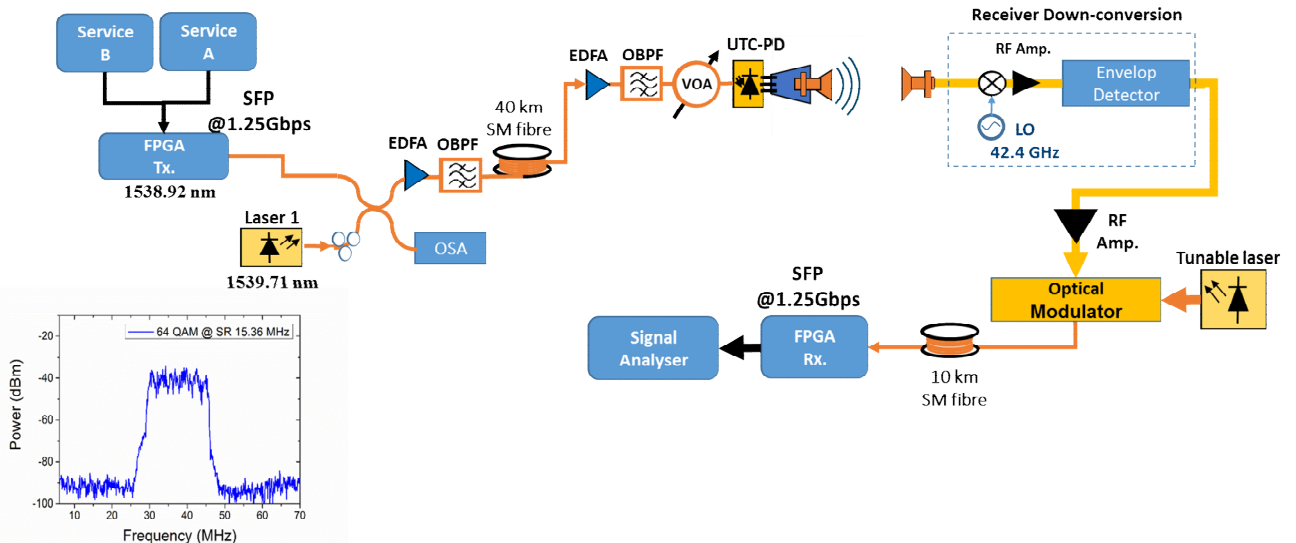 Service
B
Service
A
SFP
@1.25Gbps
FPGA
Tx.
1538.92 nm
Laser 1
1539.71 nm
OSA
EDFA
OBPF
40 km
SM fibre
EDFA
OBPF
VOA
UTC-PD
Receiver Down-conversion
RF Amp.
Envelop
Detector
LO
42.4 GHz
RF
Amp.
Tunable laser
Optical
Modulator
10 km
SM fibre
SFP
@1.25Gbps
FPGA
Rx.
Signal
Analyser
64 QAM @ SR 15.36 MHz
Power (dBm)
-20
-40
-60
-80
-100
10 20 30 40 50 60 70
Frequency (MHz)